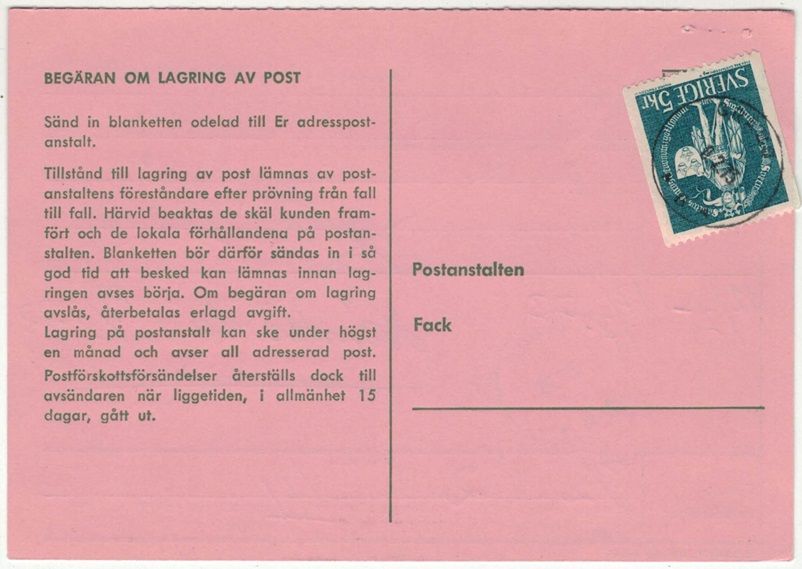 BEGÄRAN OM LAGRING AV POST
Sänd in blanketten odelad till Er adresspost-
anstalt.
Tillstånd till lagring av post lämnas av post-
anstaltens föreståndare efter prövning från fall
till fall. Härvid beaktas de skäl kunden fram-
fört och de lokala förhållandena på postan-
stalten. Blanketten bör därför sändas in i så
god tid att besked kan lämnas innan lag-
ringen avses börja. Om begäran om lagring
avslås, återbetalas erlagd avgift.
Lagring på postanstalt kan ske under högst
en månad och avser all adresserad post.
Postförskottsförsändelser återställs dock till
avsändaren när liggetiden, i allmänhet 15
dagar, gått ut.
Postanstalten
Fack
SVERIGE 5 kr